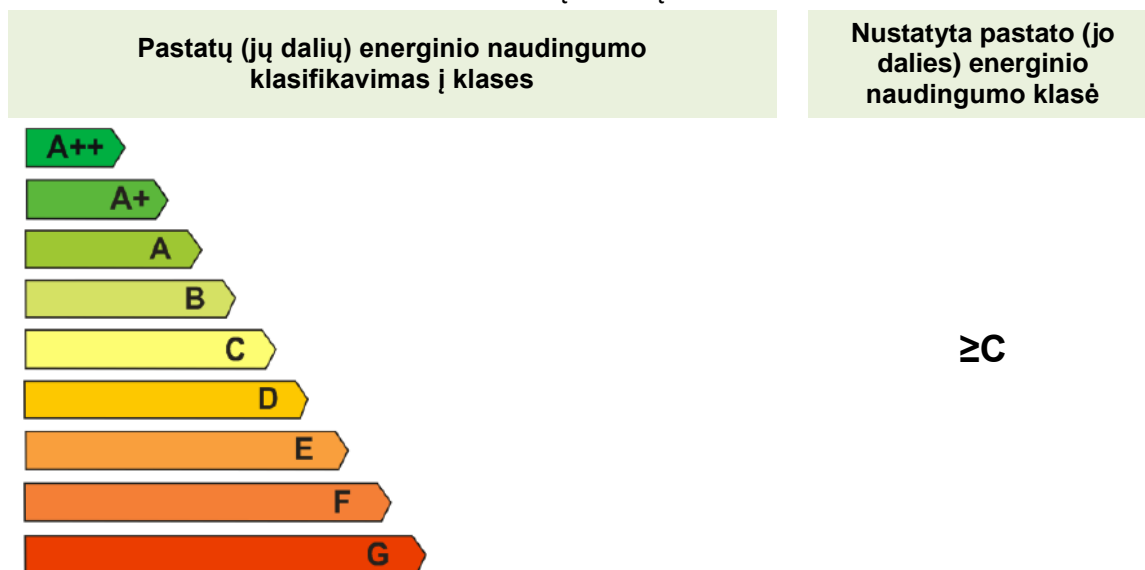 Pastatų (jų dalių) energinio naudingumo
klasifikavimas į klases
Nustatyta pastato (jo
dalies) energinio
naudingumo klasė
A++
A+
A
B
C
≥C
D
E
F
G